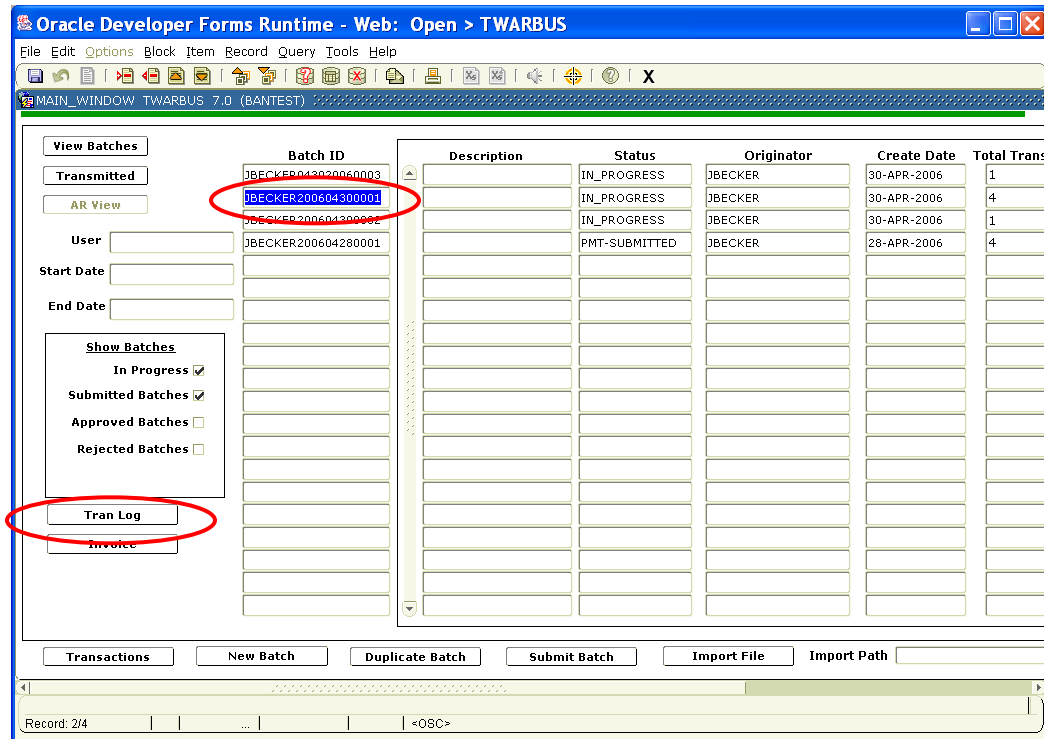 Oracle Developer Forms Runtime - Web: Open > TWARBUS
File Edit Options Block Item Record Query Tools Help
MAIN_WINDOW TWARBUS 7.0 (BANTEST)
View Batches
Transmitted
AR View
User
Start Date
End Date
Show Batches
In Progress
Submitted Batches
Approved Batches
Rejected Batches
Tran Log
Invoice
Batch ID Description Status Originator Create Date Total Trans
JBECKER043020060003 IN_PROGRESS JBECKER 30-APR-2006 1
JBECKER200604300001 IN_PROGRESS JBECKER 30-APR-2006 4
JBECKER200604300002 IN_PROGRESS JBECKER 30-APR-2006 1
JBECKER200604280001 PMT-SUBMITTED JBECKER 28-APR-2006 4
Transactions New Batch Duplicate Batch Submit Batch Import File Import Path
Record: 2/4 ... <OSC>